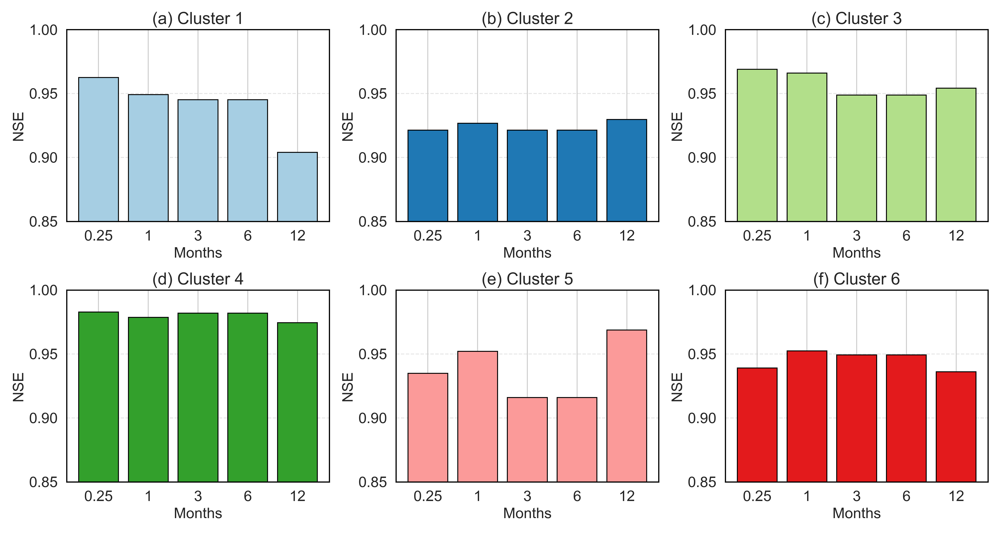 (a) Cluster 1
1.00
0.95
0.90
0.85
NSE
0.25 1 3 6 12
Months
(b) Cluster 2
1.00
0.95
0.90
0.85
NSE
0.25 1 3 6 12
Months
(c) Cluster 3
1.00
0.95
0.90
0.85
NSE
0.25 1 3 6 12
Months
(d) Cluster 4
1.00
0.95
0.90
0.85
NSE
0.25 1 3 6 12
Months
(e) Cluster 5
1.00
0.95
0.90
0.85
NSE
0.25 1 3 6 12
Months
(f) Cluster 6
1.00
0.95
0.90
0.85
NSE
0.25 1 3 6 12
Months